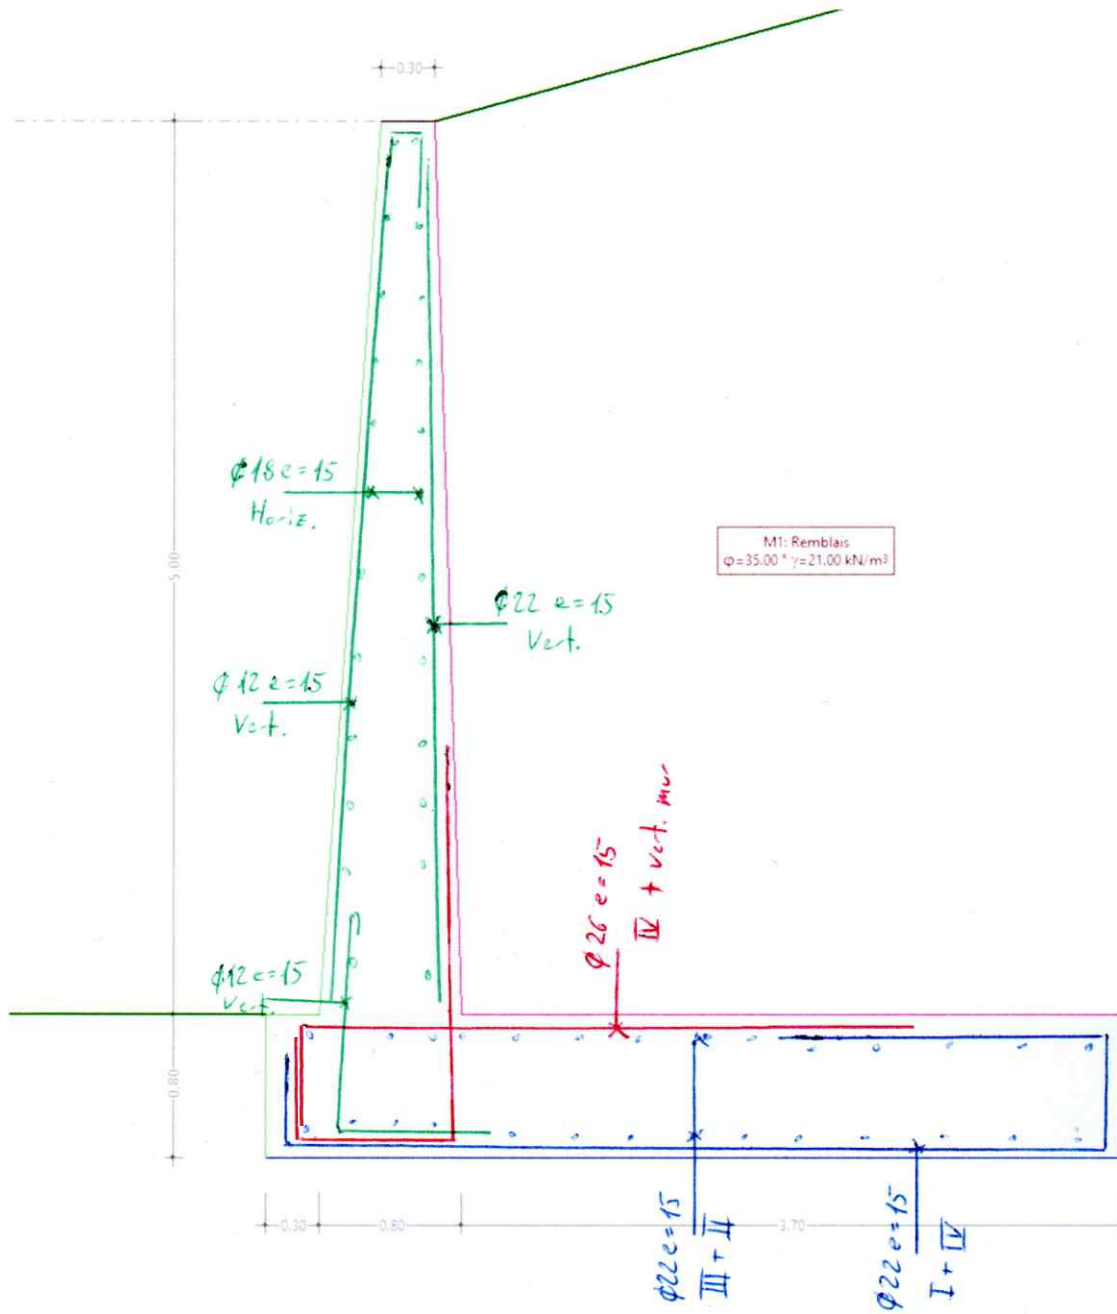 0.30
5.00
ϕ18 e=15
Horiz.
M1: Remblais
φ=35.00 ° γ=21.00 kN/m³
ϕ22 e=15
Vert.
ϕ12 e=15
Vert.
ϕ26 e=15
IV + vert. mur
ϕ12 e=15
Vert.
0.80
0.30
0.80
3.70
ϕ22 e=15
III + II
ϕ22 e=15
I + IV